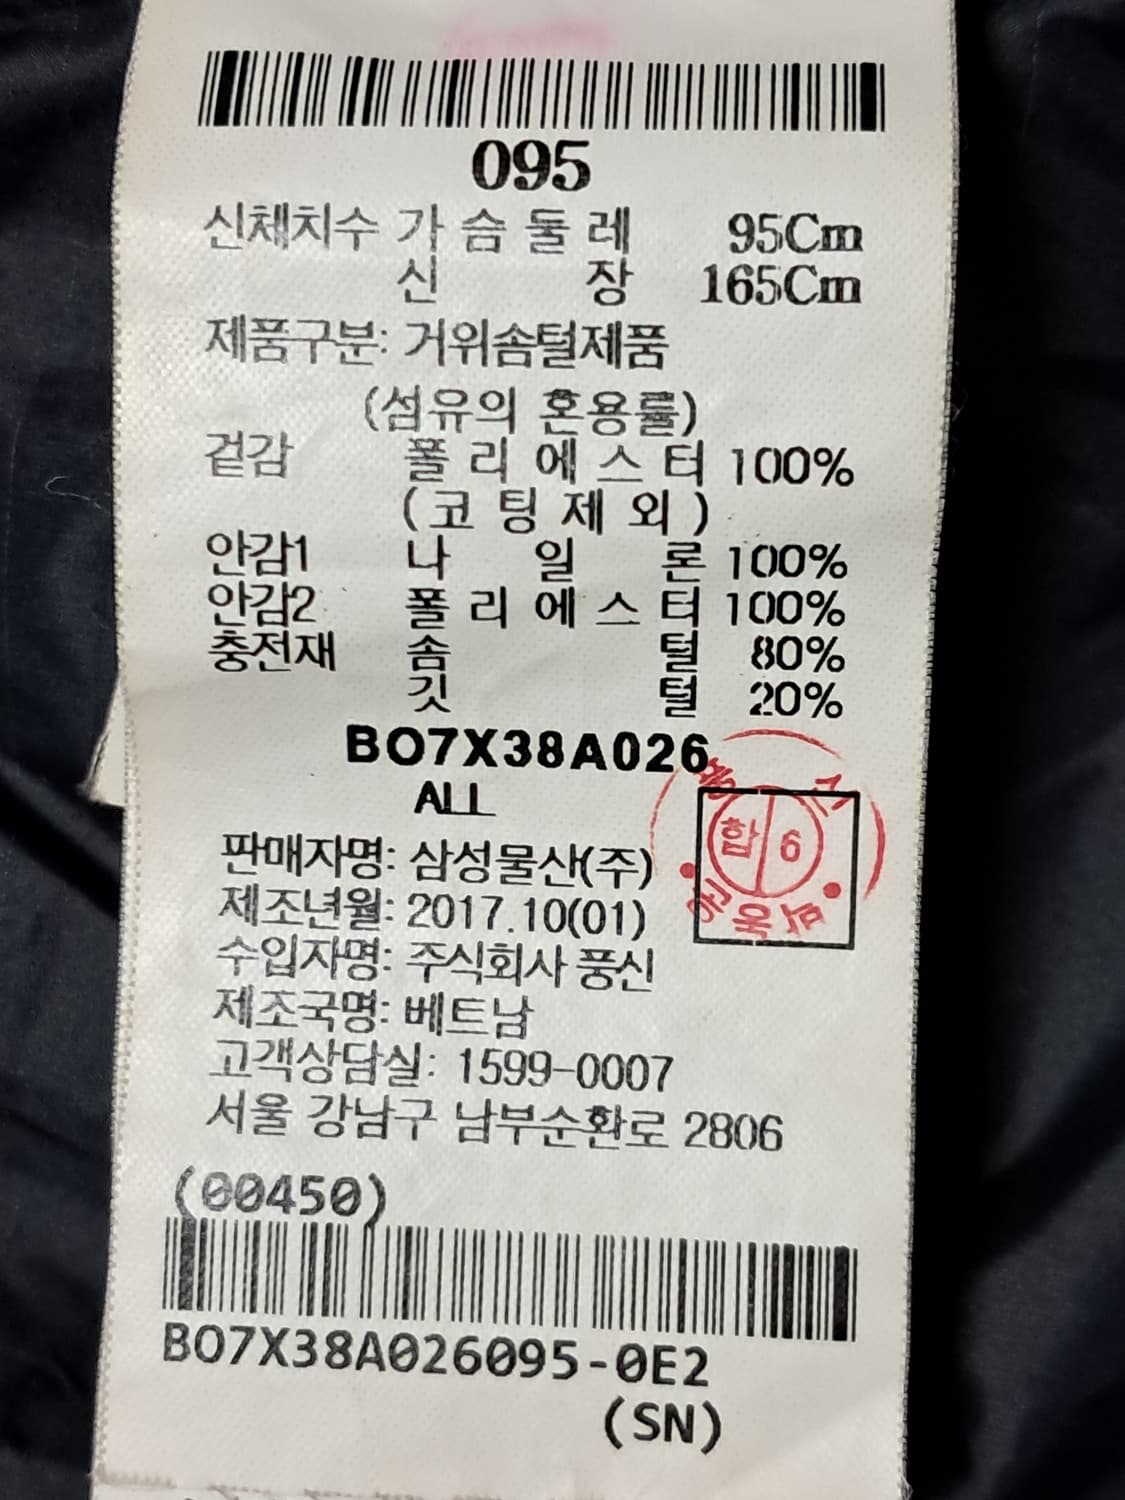 095
신체치수 가슴둘레 95Cm
신장 165Cm
제품구분: 거위솜털제품
(섬유의 혼용률)
겉감 폴리에스터 100%
(코팅제외)
안감1 나일론 100%
안감2 폴리에스터 100%
충전재 솜털 80%
깃털 20%
BO7X38A026
ALL
합 6
판매자명: 삼성물산(주)
제조년월: 2017.10(01)
수입자명: 주식회사 풍신
제조국명: 베트남
고객상담실: 1599-0007
서울 강남구 남부순환로 2806
(00450)
BO7X38A026095-0E2
(SN)